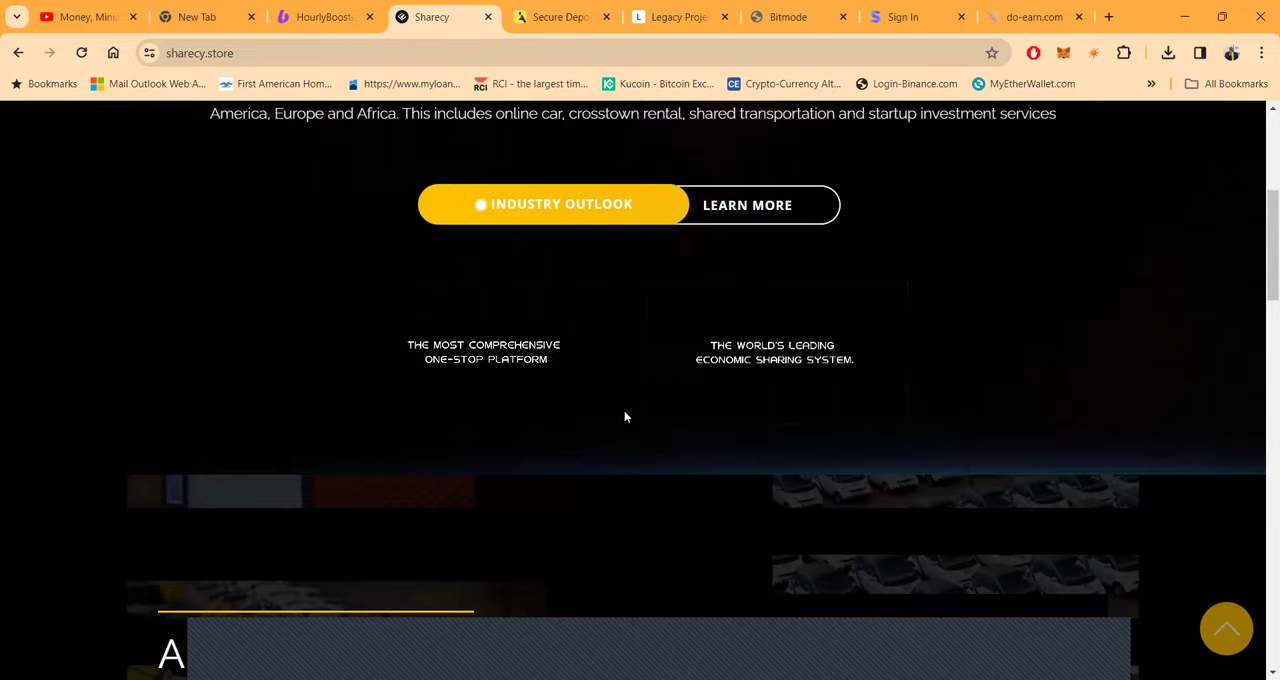 Money, Mini
New Tab
HourlyBooste
Sharecy
Secure Depo
Legacy Proje
Bitmode
Sign In
do-earn.com
sharecy.store
Bookmarks
Mail Outlook Web A...
First American Hom...
https://www.myloan...
RCI - the largest tim...
Kucoin - Bitcoin Exc...
Crypto-Currency Alt...
Login-Binance.com
MyEtherWallet.com
All Bookmarks
America, Europe and Africa. This includes online car, crosstown rental, shared transportation and startup investment services
INDUSTRY OUTLOOK
LEARN MORE
THE MOST COMPREHENSIVE
ONE-STOP PLATFORM
THE WORLD'S LEADING
ECONOMIC SHARING SYSTEM.
A